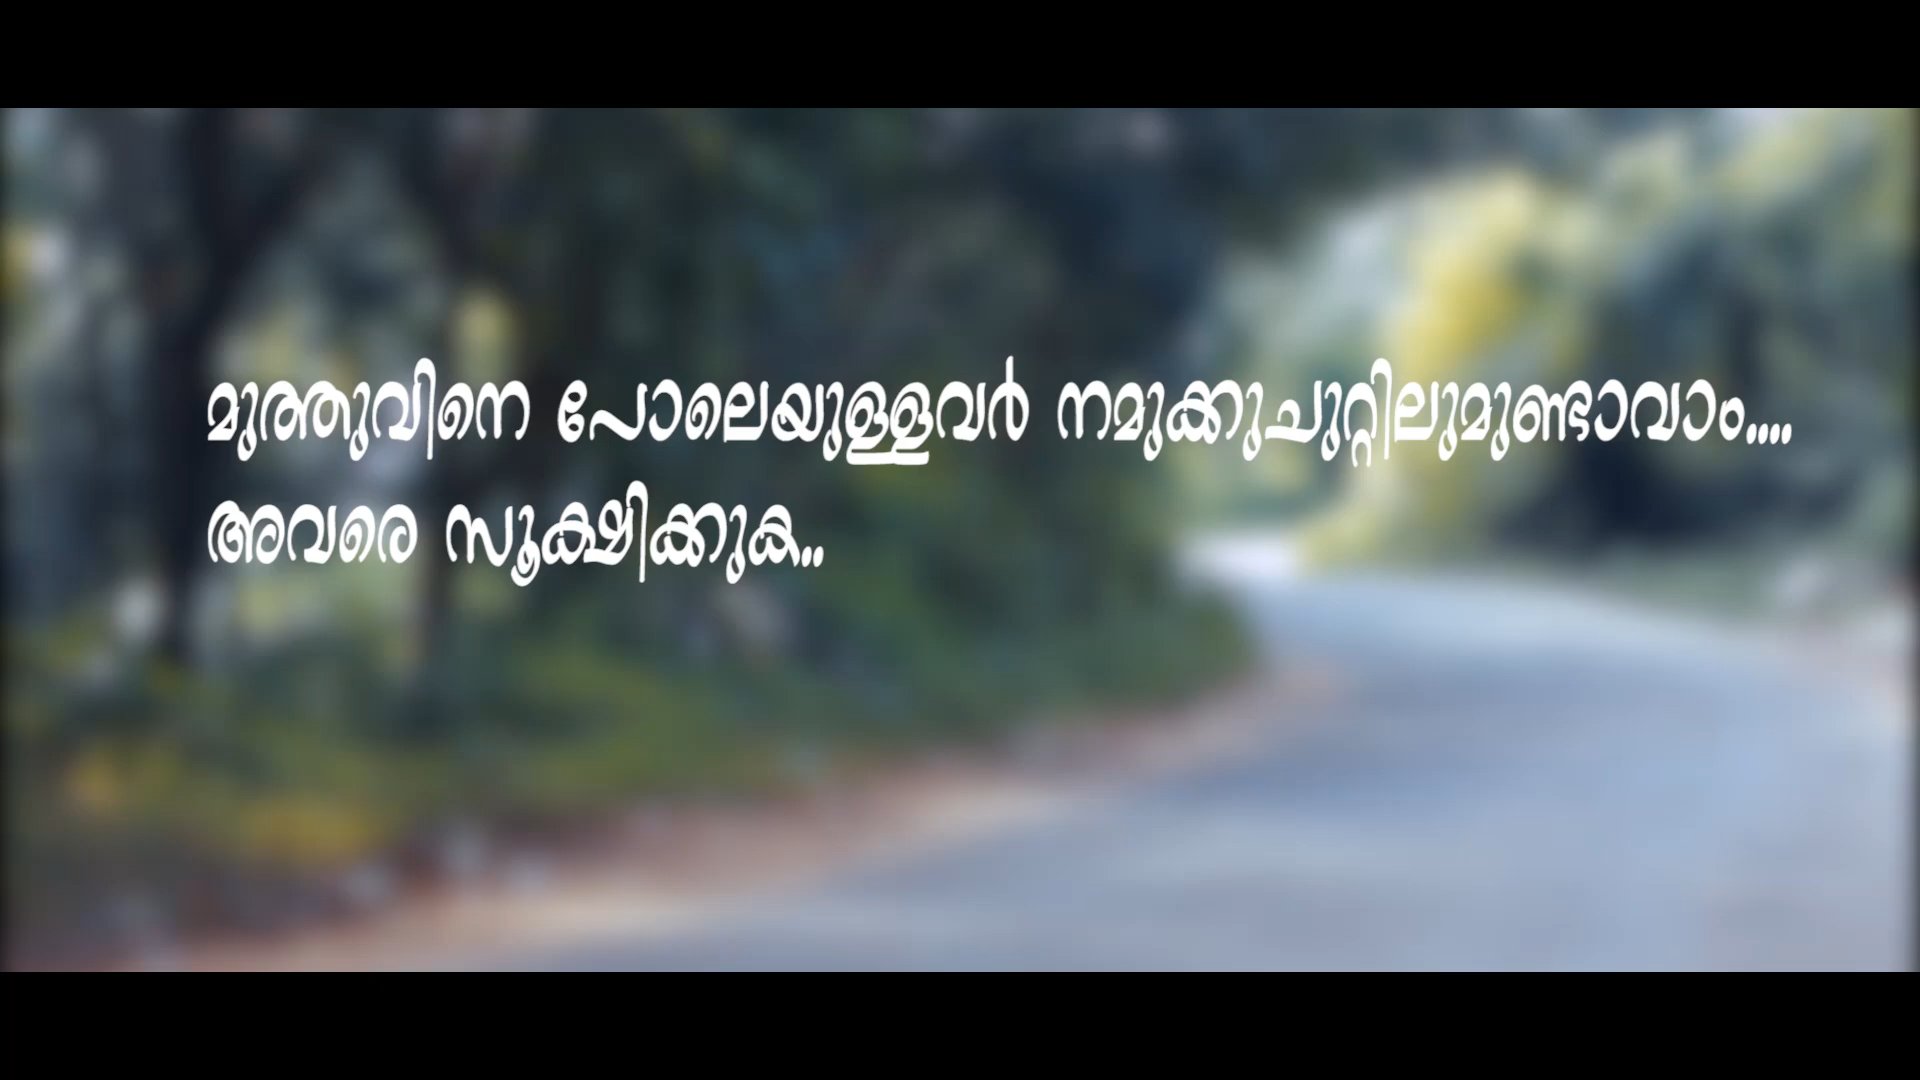 മുത്തുവിനെ പോലെയുള്ളവർ നമുക്കുചുറ്റിലുമുണ്ടാവാം....
അവരെ സൂക്ഷിക്കുക..